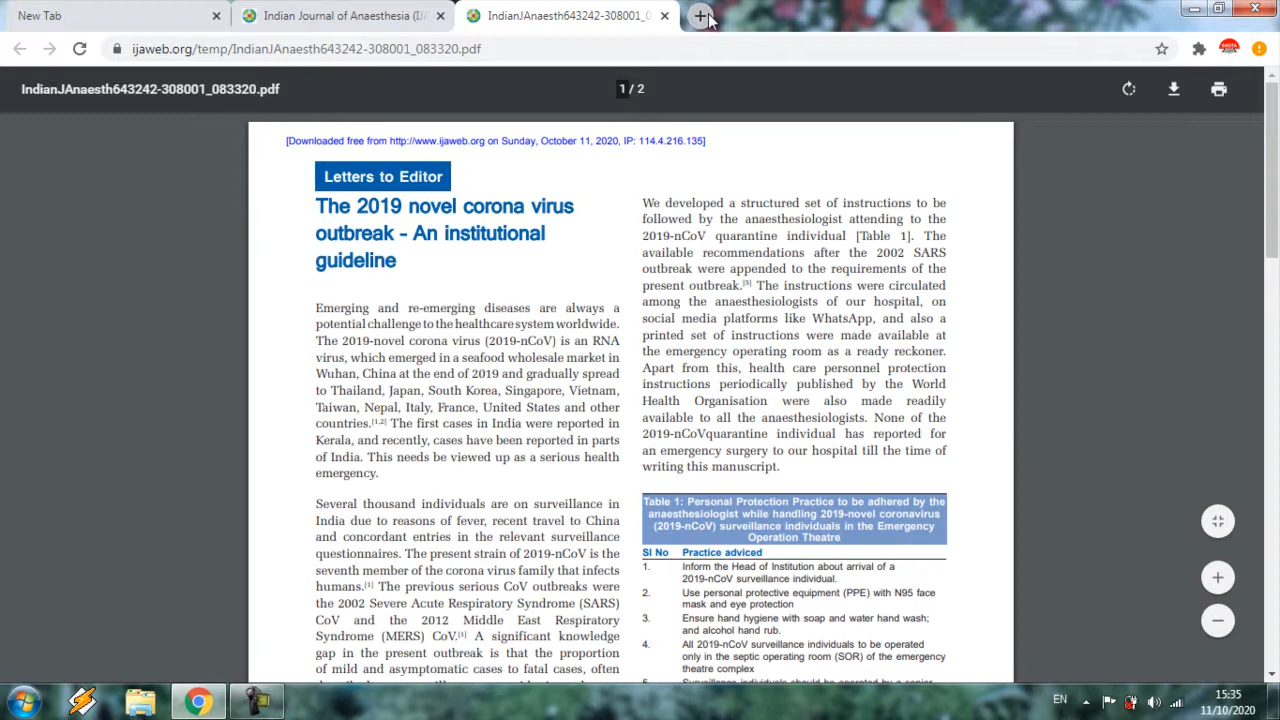 New Tab
Indian Journal of Anaesthesia (IJA
IndianJAnaesth643242-308001_0
ijaweb.org/temp/IndianJAnaesth643242-308001_083320.pdf
IndianJAnaesth643242-308001_083320.pdf
1 / 2
[Downloaded free from http://www.ijaweb.org on Sunday, October 11, 2020, IP: 114.4.216.135]
Letters to Editor
The 2019 novel corona virus
outbreak - An institutional
guideline
Emerging and re-emerging diseases are always a
potential challenge to the healthcare system worldwide.
The 2019-novel corona virus (2019-nCoV) is an RNA
virus, which emerged in a seafood wholesale market in
Wuhan, China at the end of 2019 and gradually spread
to Thailand, Japan, South Korea, Singapore, Vietnam,
Taiwan, Nepal, Italy, France, United States and other
countries.[1,2] The first cases in India were reported in
Kerala, and recently, cases have been reported in parts
of India. This needs be viewed up as a serious health
emergency.
Several thousand individuals are on surveillance in
India due to reasons of fever, recent travel to China
and concordant entries in the relevant surveillance
questionnaires. The present strain of 2019-nCoV is the
seventh member of the corona virus family that infects
humans.[1] The previous serious CoV outbreaks were
the 2002 Severe Acute Respiratory Syndrome (SARS)
CoV and the 2012 Middle East Respiratory
Syndrome (MERS) CoV.[1] A significant knowledge
gap in the present outbreak is that the proportion
of mild and asymptomatic cases to fatal cases, often
We developed a structured set of instructions to be
followed by the anaesthesiologist attending to the
2019-nCoV quarantine individual [Table 1]. The
available recommendations after the 2002 SARS
outbreak were appended to the requirements of the
present outbreak.[5] The instructions were circulated
among the anaesthesiologists of our hospital, on
social media platforms like WhatsApp, and also a
printed set of instructions were made available at
the emergency operating room as a ready reckoner.
Apart from this, health care personnel protection
instructions periodically published by the World
Health Organisation were also made readily
available to all the anaesthesiologists. None of the
2019-nCoVquarantine individual has reported for
an emergency surgery to our hospital till the time of
writing this manuscript.
Table 1: Personal Protection Practice to be adhered by the
anaesthesiologist while handling 2019-novel coronavirus
(2019-nCoV) surveillance individuals in the Emergency
Operation Theatre
Sl No Practice adviced
1. Inform the Head of Institution about arrival of a
2019-nCoV surveillance individual.
2. Use personal protective equipment (PPE) with N95 face
mask and eye protection
3. Ensure hand hygiene with soap and water hand wash;
and alcohol hand rub.
4. All 2019-nCoV surveillance individuals to be operated
only in the septic operating room (SOR) of the emergency
theatre complex
5. Surveillance individuals should be operated by a senior
EN
15:35
11/10/2020